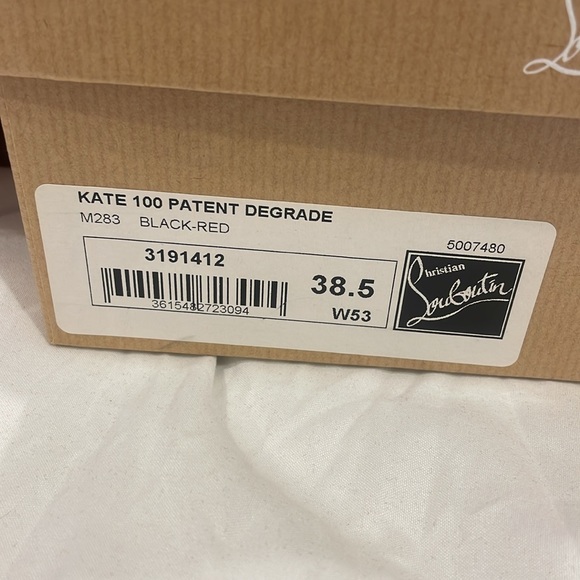 KATE 100 PATENT DEGRADE
M283 BLACK-RED
5007480
3191412
3615482723094
38.5
W53
Christian
Louboutin